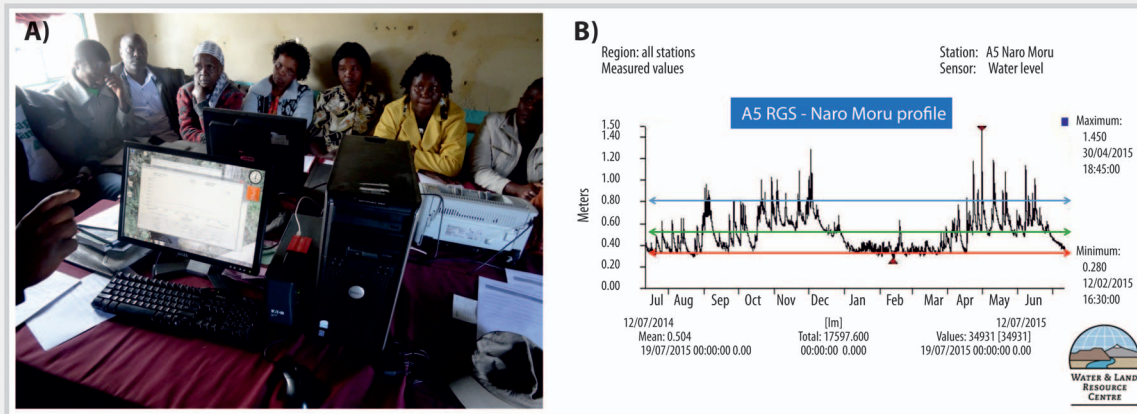 A)
B)
Region: all stations
Measured values
Station: A5 Naro Moru
Sensor: Water level
A5 RGS - Naro Moru profile
Meters
1.50
1.40
1.20
1.00
0.80
0.60
0.40
0.20
0.00
Jul Aug Sep Oct Nov Dec Jan Feb Mar Apr May Jun
Maximum:
1.450
30/04/2015
18:45:00
Minimum:
0.280
12/02/2015
16:30:00
12/07/2014 [lm] 12/07/2015
Mean: 0.504 Total: 17597.600 Values: 34931 [34931]
19/07/2015 00:00:00 0.00 00:00:00 0.000 19/07/2015 00:00:00 0.00
WATER & LAND
RESOURCE
CENTRE
DELL